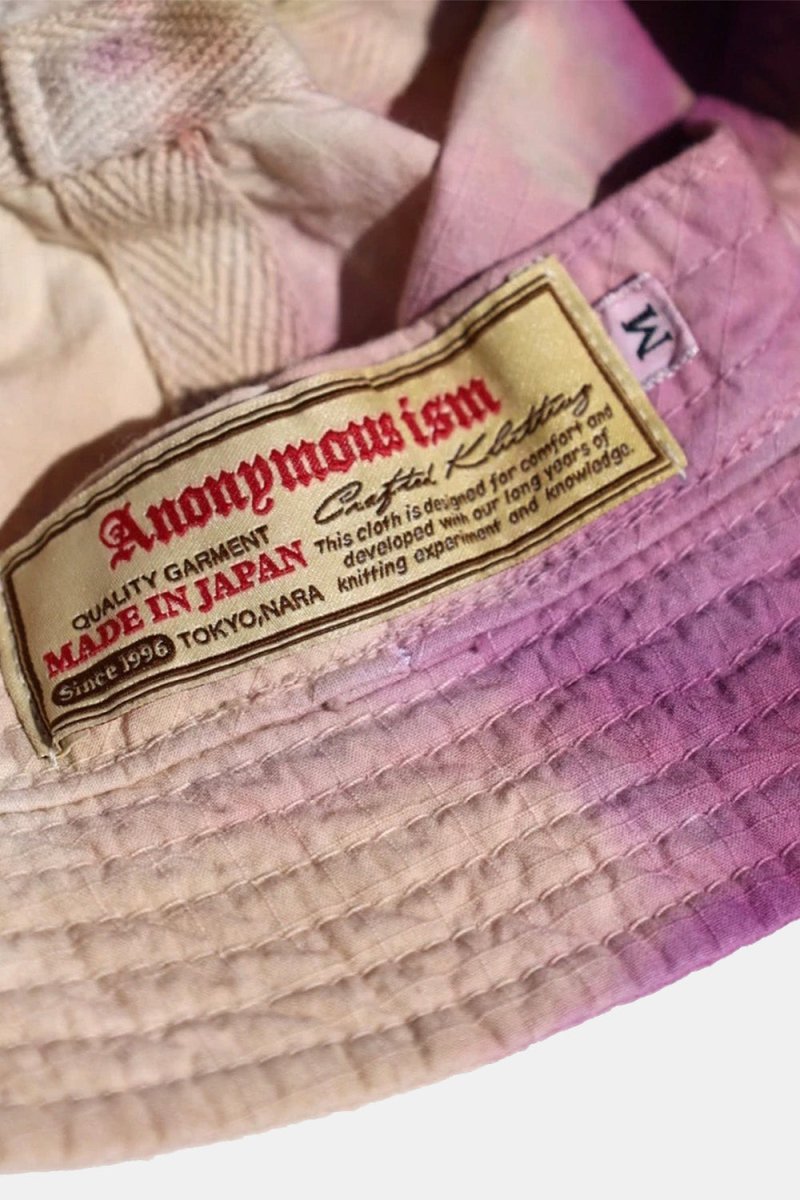 Anonymousism
QUALITY GARMENT
MADE IN JAPAN
Since 1996 TOKYO,NARA
Crafted Knitting
This cloth is designed for comfort and
developed with our long years of
knitting experiment and knowledge.
M